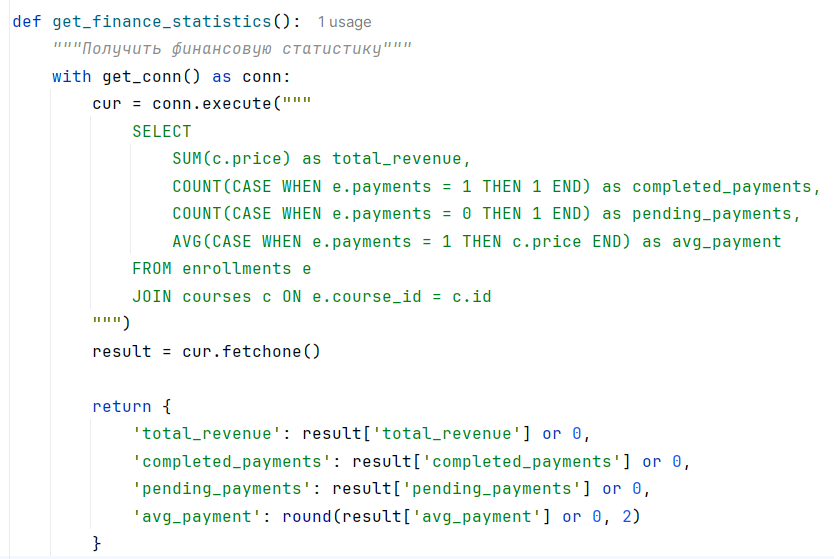 def get_finance_statistics():  1 usage
    """Получить финансовую статистику"""
    with get_conn() as conn:
        cur = conn.execute("""
            SELECT
                SUM(c.price) as total_revenue,
                COUNT(CASE WHEN e.payments = 1 THEN 1 END) as completed_payments,
                COUNT(CASE WHEN e.payments = 0 THEN 1 END) as pending_payments,
                AVG(CASE WHEN e.payments = 1 THEN c.price END) as avg_payment
            FROM enrollments e
            JOIN courses c ON e.course_id = c.id
        """)
        result = cur.fetchone()

        return {
            'total_revenue': result['total_revenue'] or 0,
            'completed_payments': result['completed_payments'] or 0,
            'pending_payments': result['pending_payments'] or 0,
            'avg_payment': round(result['avg_payment'] or 0, 2)
        }